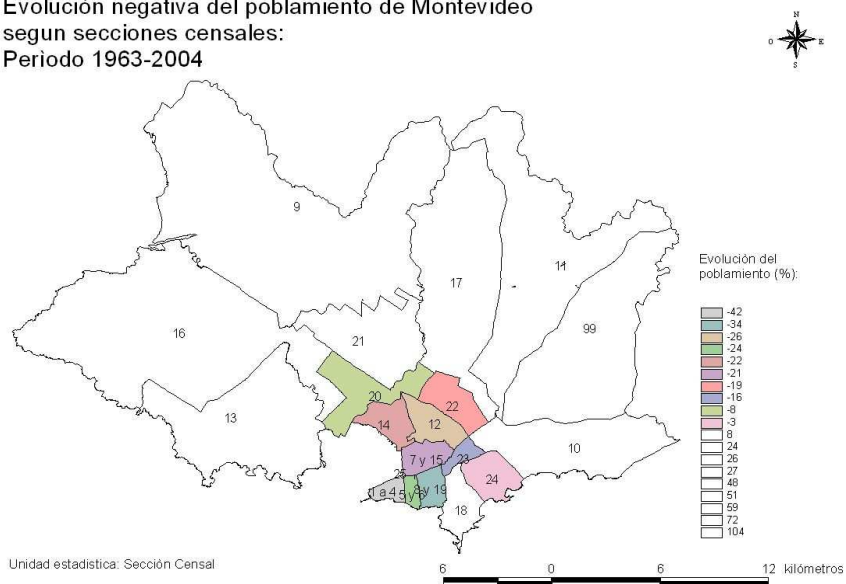 Evolución negativa del poblamiento de Montevideo
segun secciones censales:
Perìodo 1963-2004
N
O
E
S
9
17
11
99
16
21
13
20
22
14
12
10
7 y 15
23
25
24
1 a 4
5 y 6
8 y 19
18
Evolución del
poblamiento (%):
-42
-34
-26
-24
-22
-21
-19
-16
-8
-3
8
24
26
27
48
51
59
72
104
Unidad estadistica: Sección Censal
6 0 6 12 kilómetros